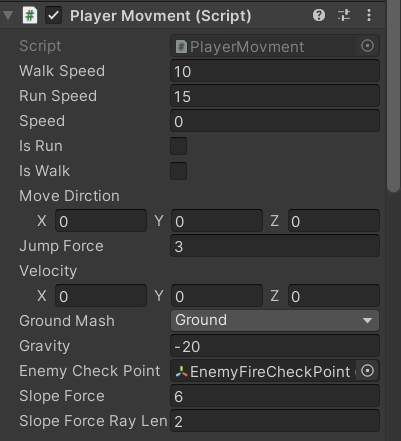 Player Movment (Script)
Script PlayerMovment
Walk Speed 10
Run Speed 15
Speed 0
Is Run
Is Walk
Move Dirction
X 0 Y 0 Z 0
Jump Force 3
Velocity
X 0 Y 0 Z 0
Ground Mash Ground
Gravity -20
Enemy Check Point EnemyFireCheckPoint
Slope Force 6
Slope Force Ray Len 2